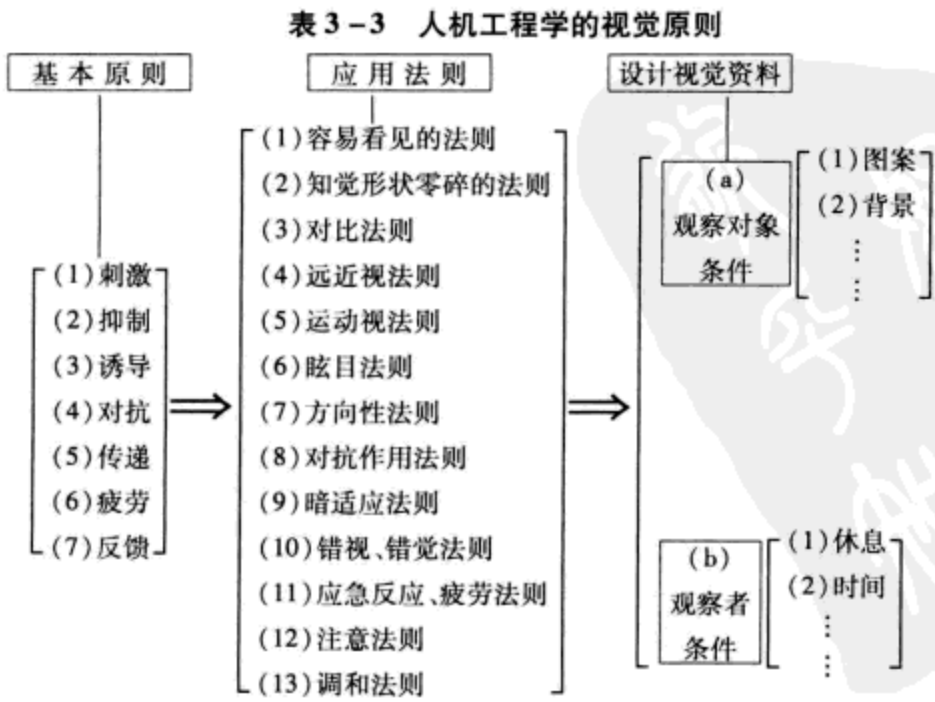 表3-3 人机工程学的视觉原则
基本原则
应用法则
设计视觉资料
(1)刺激
(2)抑制
(3)诱导
(4)对抗
(5)传递
(6)疲劳
(7)反馈
(1)容易看见的法则
(2)知觉形状零碎的法则
(3)对比法则
(4)远近视法则
(5)运动视法则
(6)眩目法则
(7)方向性法则
(8)对抗作用法则
(9)暗适应法则
(10)错视、错觉法则
(11)应急反应、疲劳法则
(12)注意法则
(13)调和法则
(a)
观察对象
条件
(1)图案
(2)背景
⋮
⋮
(b)
观察者
条件
(1)休息
(2)时间
⋮
⋮